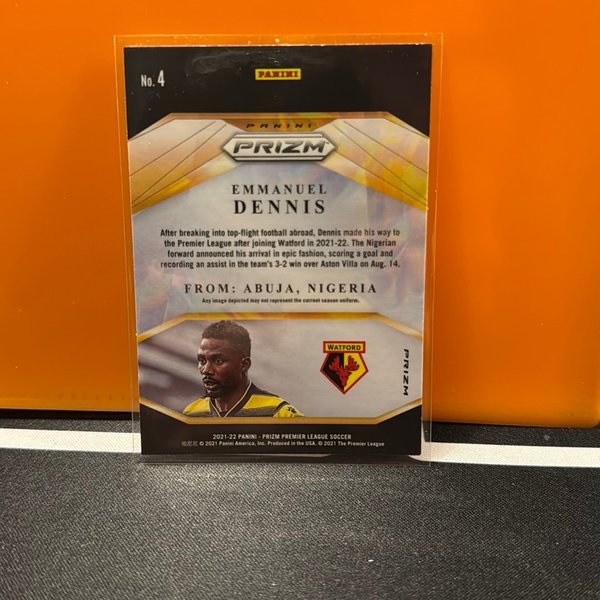 No. 4
PANINI
PANINI
PRIZM
EMMANUEL
DENNIS
After breaking into top-flight football abroad, Dennis made his way to
the Premier League after joining Watford in 2021-22. The Nigerian
forward announced his arrival in epic fashion, scoring a goal and
recording an assist in the team's 3-2 win over Aston Villa on Aug. 14.
FROM: ABUJA, NIGERIA
Any image depicted may not represent the correct season uniform.
WATFORD
PRIZM
2021-22 PANINI - PRIZM PREMIER LEAGUE SOCCER
帕尼尼 © 2021 Panini America, Inc. Produced in the USA. © 2021 The Premier League